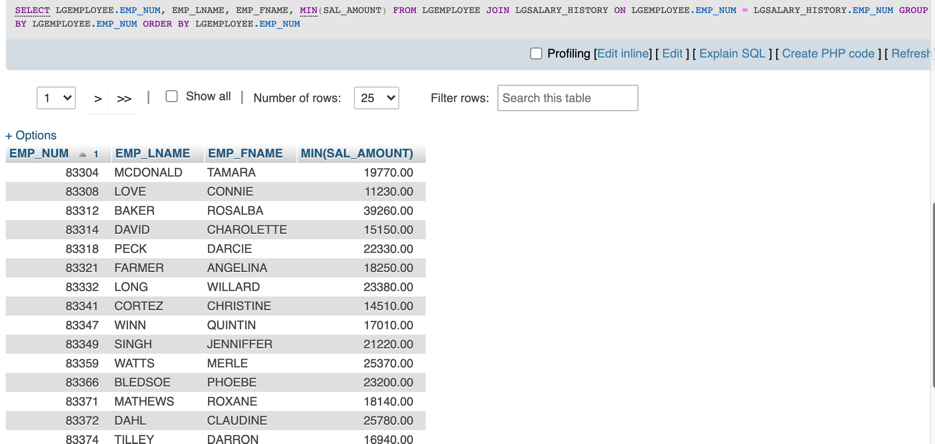 SELECT LGEMPLOYEE.EMP_NUM, EMP_LNAME, EMP_FNAME, MIN(SAL_AMOUNT) FROM LGEMPLOYEE JOIN LGSALARY_HISTORY ON LGEMPLOYEE.EMP_NUM = LGSALARY_HISTORY.EMP_NUM GROUP
BY LGEMPLOYEE.EMP_NUM ORDER BY LGEMPLOYEE.EMP_NUM
Profiling [Edit inline] [ Edit ] [ Explain SQL ] [ Create PHP code ] [ Refresh
1 > >> | Show all | Number of rows: 25 Filter rows: Search this table
+ Options
EMP_NUM 1 EMP_LNAME EMP_FNAME MIN(SAL_AMOUNT)
83304 MCDONALD TAMARA 19770.00
83308 LOVE CONNIE 11230.00
83312 BAKER ROSALBA 39260.00
83314 DAVID CHAROLETTE 15150.00
83318 PECK DARCIE 22330.00
83321 FARMER ANGELINA 18250.00
83332 LONG WILLARD 23380.00
83341 CORTEZ CHRISTINE 14510.00
83347 WINN QUINTIN 17010.00
83349 SINGH JENNIFFER 21220.00
83359 WATTS MERLE 25370.00
83366 BLEDSOE PHOEBE 23200.00
83371 MATHEWS ROXANE 18140.00
83372 DAHL CLAUDINE 25780.00
83374 TILLEY DARRON 16940.00